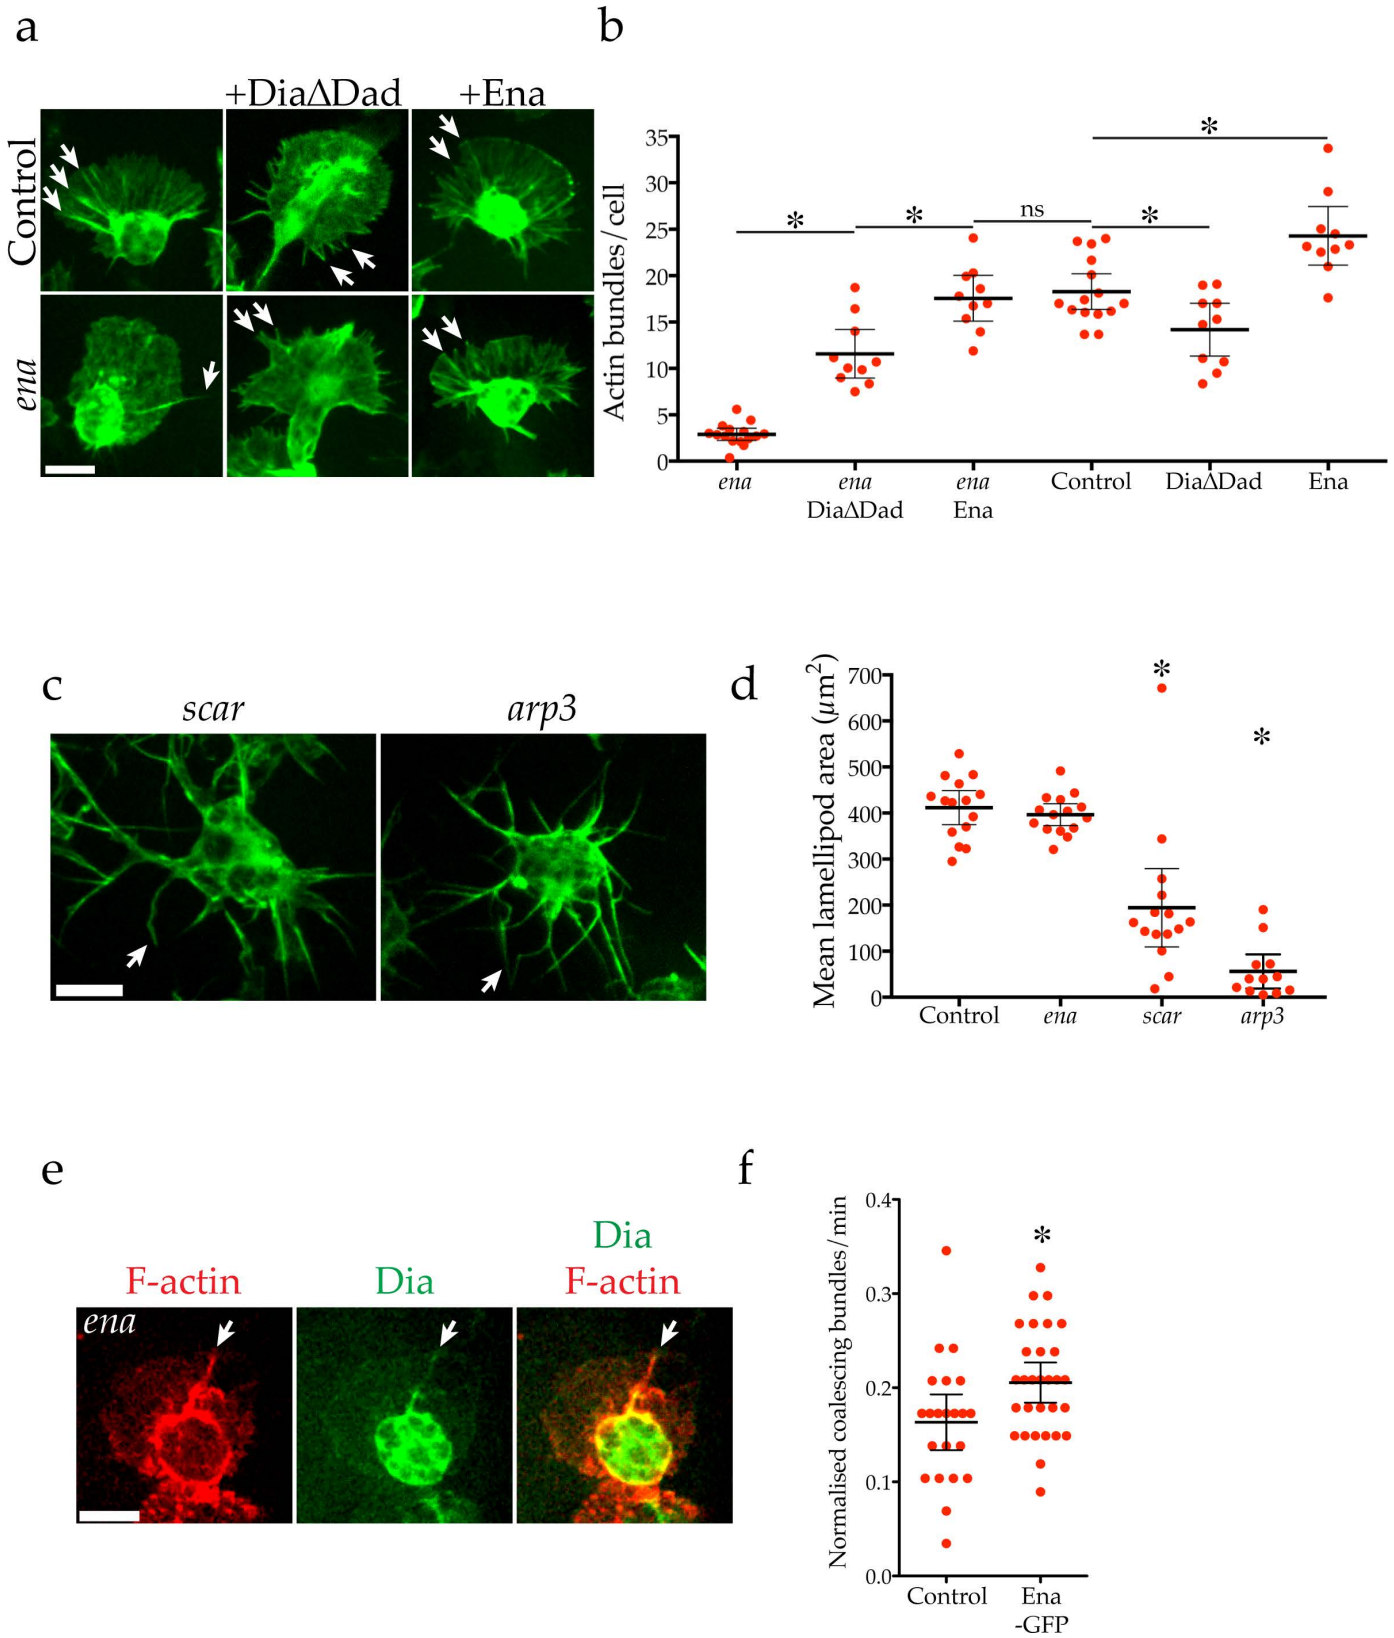 a
+DiaΔDad
+Ena
Control
ena
b
Actin bundles/cell
35
30
25
20
15
10
5
0
*
*
ns
*
*
ena
ena
DiaΔDad
ena
Ena
Control
DiaΔDad
Ena
c
scar
arp3
d
Mean lamellipod area (μm²)
700
600
500
400
300
200
100
0
*
*
Control
ena
scar
arp3
e
F-actin
Dia
Dia
F-actin
ena
f
Normalised coalescing bundles/min
0.4
0.3
0.2
0.1
0.0
*
Control
Ena
-GFP